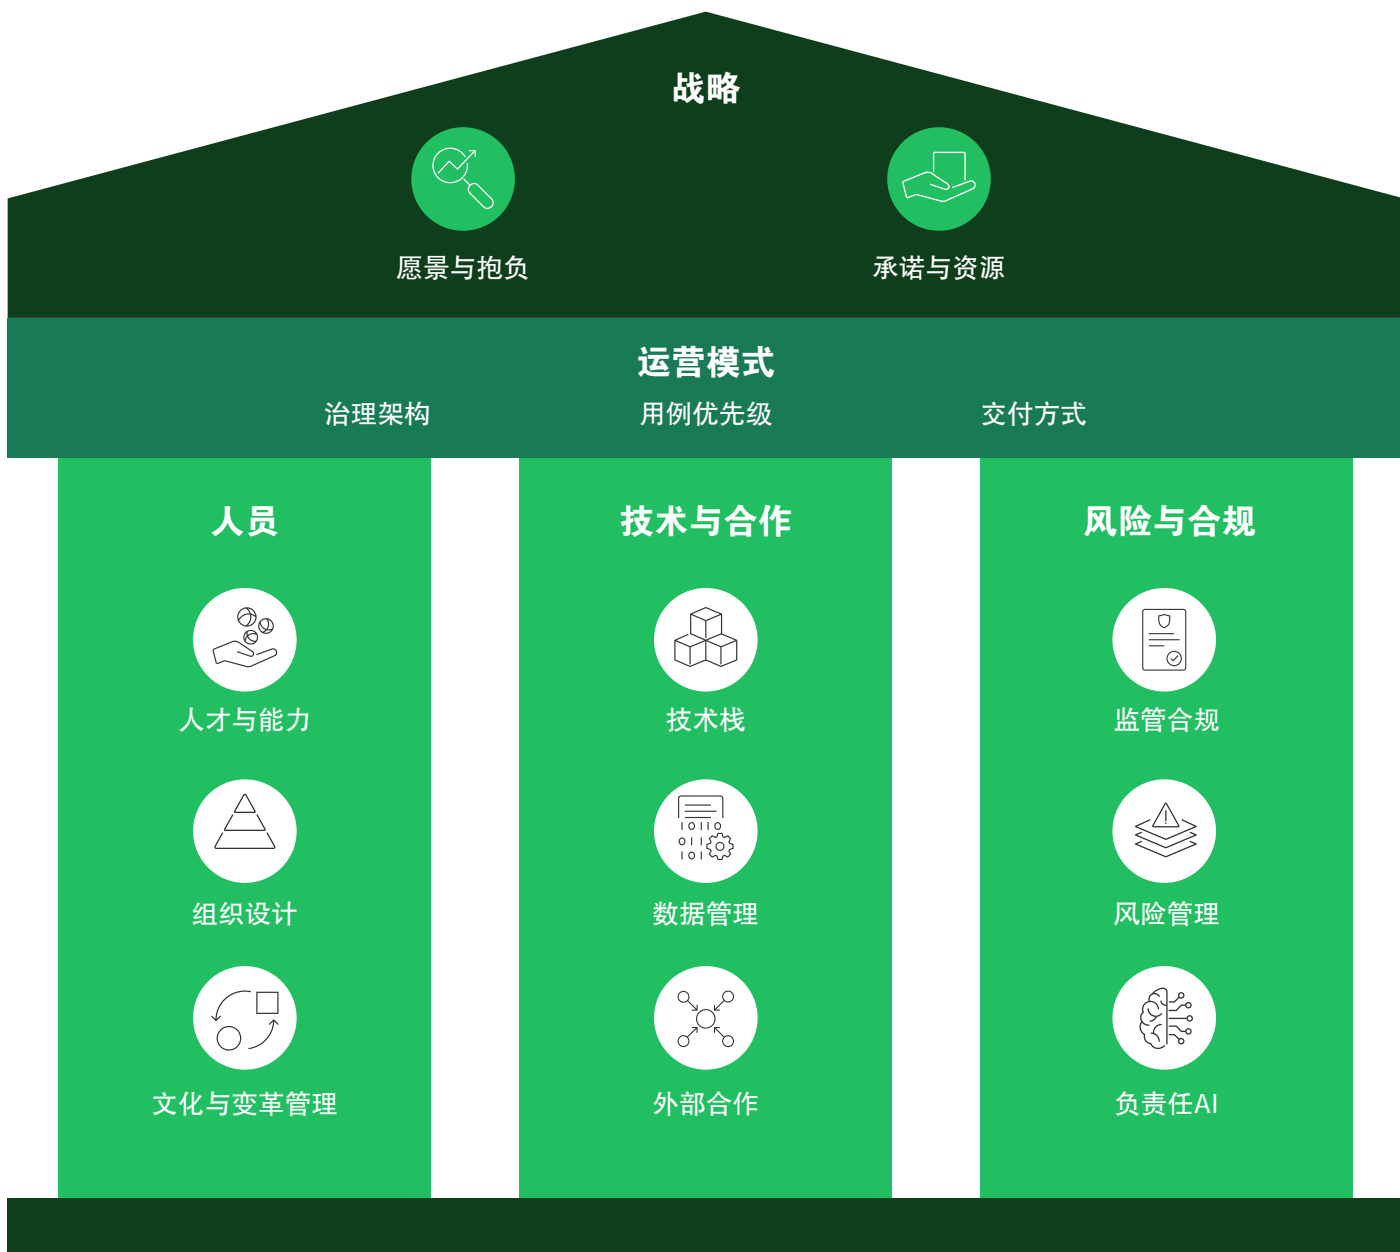 战略
愿景与抱负
承诺与资源
运营模式
治理架构
用例优先级
交付方式
人员
人才与能力
组织设计
文化与变革管理
技术与合作
技术栈
数据管理
外部合作
风险与合规
监管合规
风险管理
负责任AI